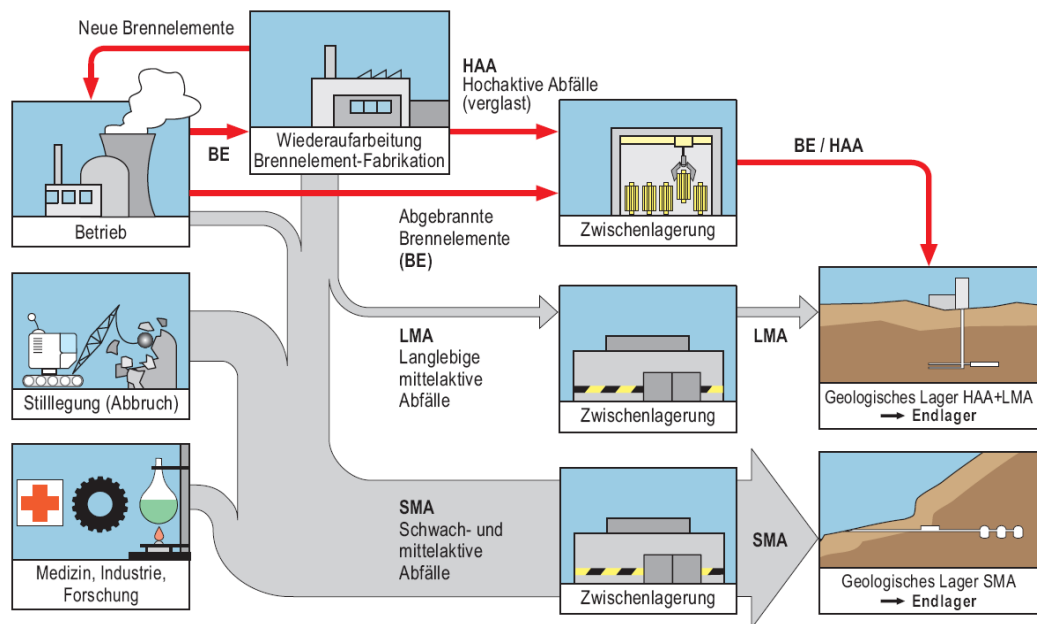 Neue Brennelemente
HAA
Hochaktive Abfälle
(verglast)
BE
Wiederaufarbeitung
Brennelement-Fabrikation
BE / HAA
Betrieb
Abgebrannte
Brennelemente
(BE)
Zwischenlagerung
LMA
Langlebige
mittelaktive
Abfälle
LMA
Stilllegung (Abbruch)
Zwischenlagerung
Geologisches Lager HAA+LMA
→ Endlager
SMA
Schwach- und
mittelaktive
Abfälle
SMA
Medizin, Industrie,
Forschung
Zwischenlagerung
Geologisches Lager SMA
→ Endlager